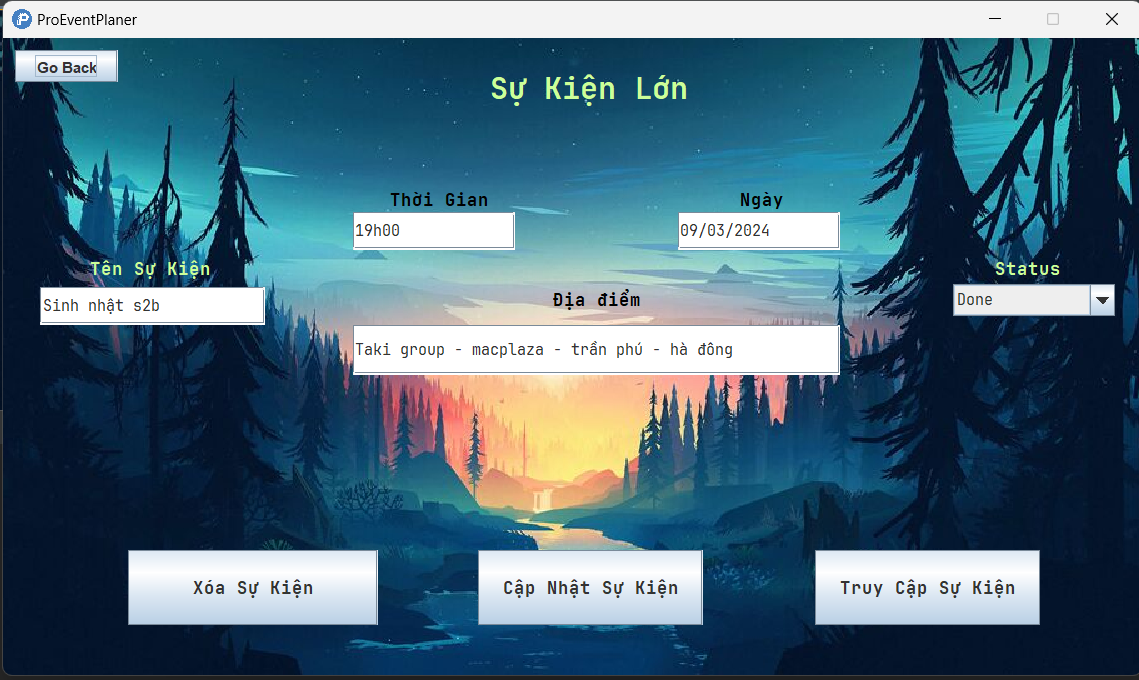 ProEventPlaner
Go Back
Sự Kiện Lớn
Thời Gian
Ngày
19h00
09/03/2024
Tên Sự Kiện
Status
Sinh nhật s2b
Địa điểm
Done
Taki group - macplaza - trần phú - hà đông
Xóa Sự Kiện
Cập Nhật Sự Kiện
Truy Cập Sự Kiện